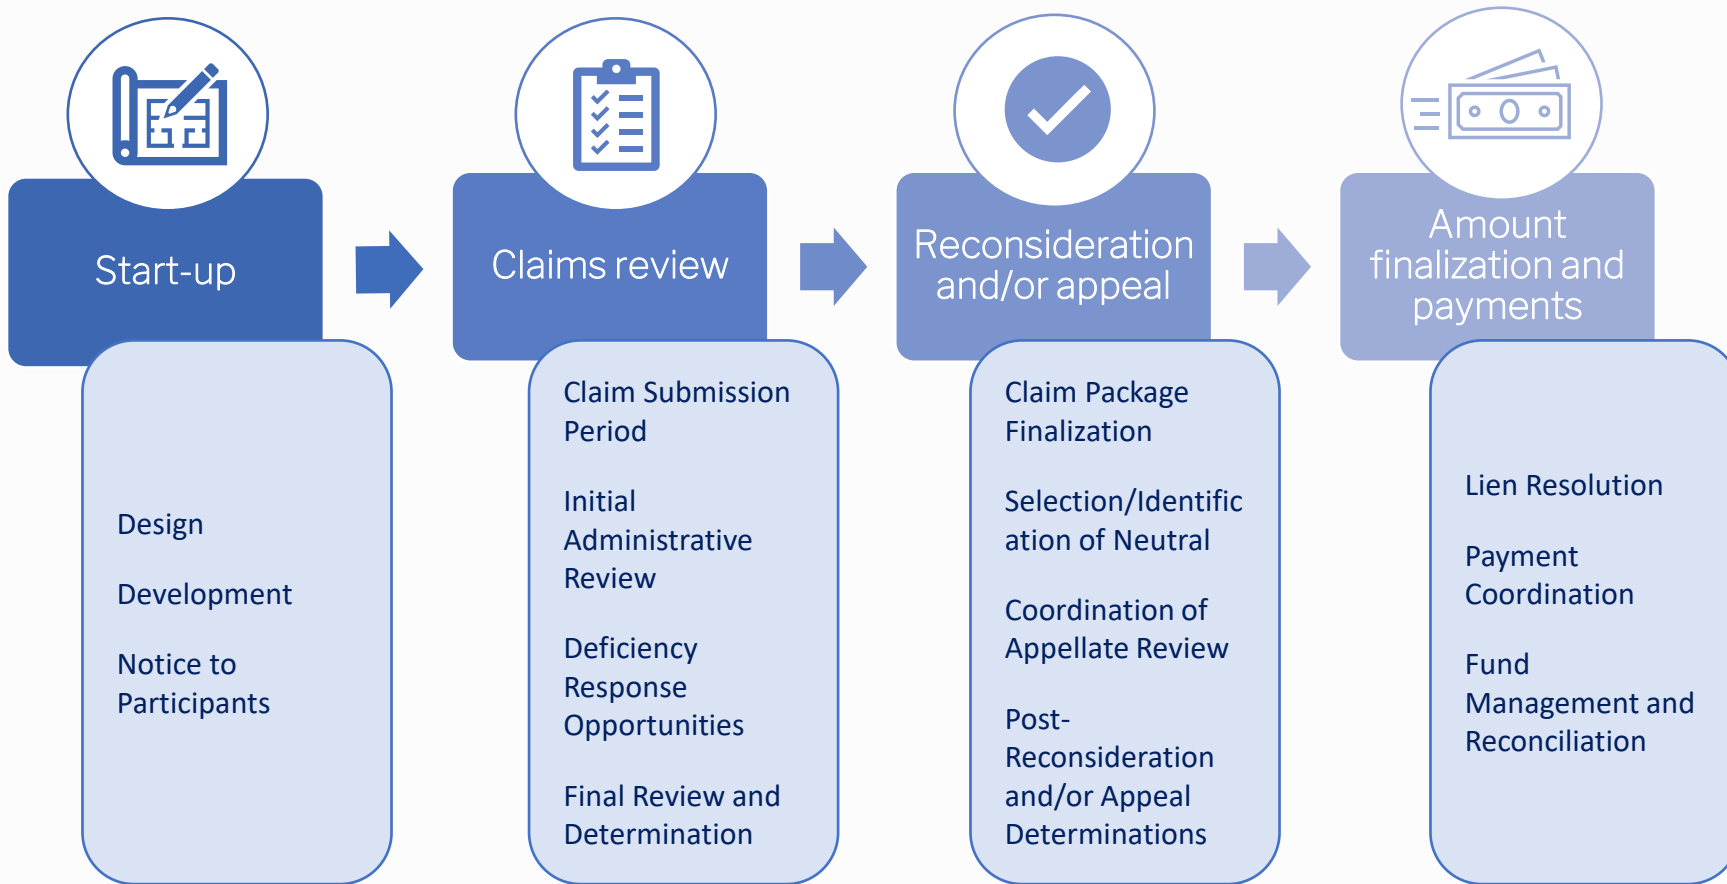 Start-up
Design
Development
Notice to
Participants
Claims review
Claim Submission
Period
Initial
Administrative
Review
Deficiency
Response
Opportunities
Final Review and
Determination
Reconsideration
and/or appeal
Claim Package
Finalization
Selection/Identific
ation of Neutral
Coordination of
Appellate Review
Post-
Reconsideration
and/or Appeal
Determinations
Amount
finalization and
payments
Lien Resolution
Payment
Coordination
Fund
Management and
Reconciliation